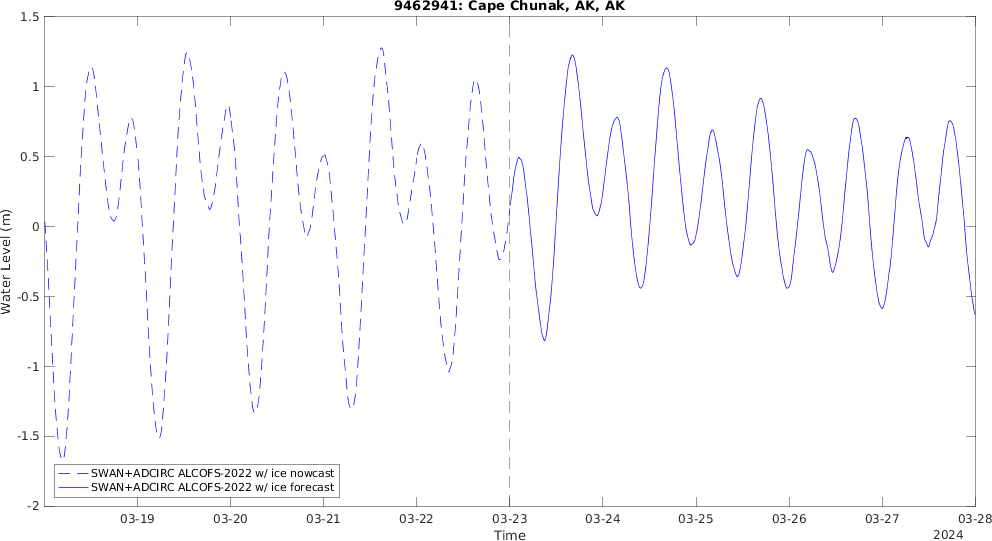 9462941: Cape Chunak, AK, AK
1.5
1
0.5
0
-0.5
-1
-1.5
-2
Water Level (m)
SWAN+ADCIRC ALCOFS-2022 w/ ice nowcast
SWAN+ADCIRC ALCOFS-2022 w/ ice forecast
03-19 03-20 03-21 03-22 03-23 03-24 03-25 03-26 03-27 03-28
Time
2024